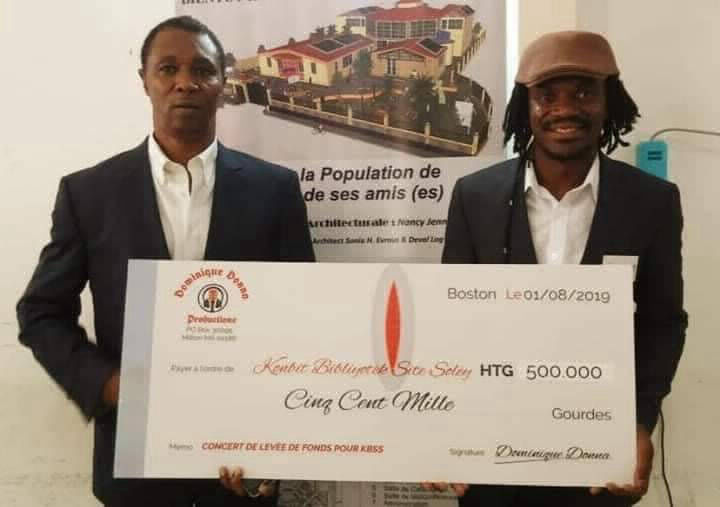 la Population de
de ses amis (es)
Architecturale : Nancy Jenn
Architect Sonia H. Evrous & Deval Log
Dominique Donna
Productions
Boston Le 01/08/2019
Payer à l'ordre de Konbit Bibliyotek Site Soley HTG 500.000
Cinq Cent Mille
Gourdes
Memo CONCERT DE LEVÉE DE FONDS POUR KBSS
Signature Dominique Donna